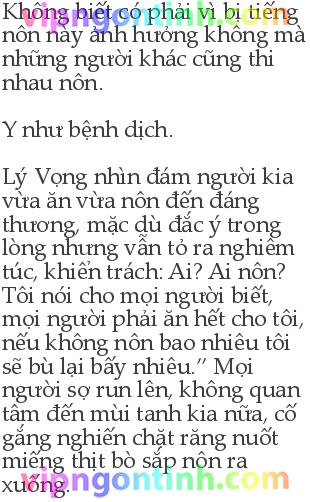 Không biết có phải vì bị tiếng
nôn này ảnh hưởng không mà
những người khác cũng thi
nhau nôn.
Y như bệnh dịch.
Lý Vọng nhìn đám người kia
vừa ăn vừa nôn đến đáng
thương, mặc dù đắc ý trong
lòng nhưng vẫn tỏ ra nghiêm
túc, khiển trách: Ai? Ai nôn?
Tôi nói cho mọi người biết,
mọi người phải ăn hết cho tôi,
nếu không nôn bao nhiêu tôi
sẽ bù lại bấy nhiêu.” Mọi
người sợ run lên, không quan
tâm đến mùi tanh kia nữa, cố
gắng nghiến chặt răng nuốt
miếng thịt bò sắp nôn ra
xuống.
vipngontinh.com
vipngontinh.com